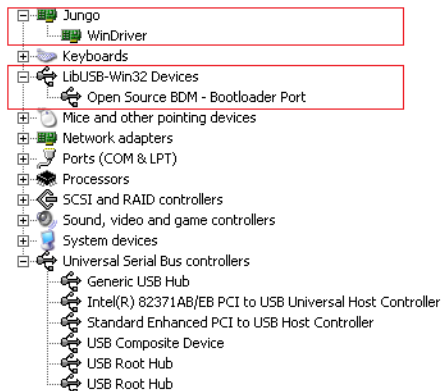 Jungo
WinDriver
Keyboards
LibUSB-Win32 Devices
Open Source BDM - Bootloader Port
Mice and other pointing devices
Network adapters
Ports (COM & LPT)
Processors
SCSI and RAID controllers
Sound, video and game controllers
System devices
Universal Serial Bus controllers
Generic USB Hub
Intel(R) 82371AB/EB PCI to USB Universal Host Controller
Standard Enhanced PCI to USB Host Controller
USB Composite Device
USB Root Hub
USB Root Hub